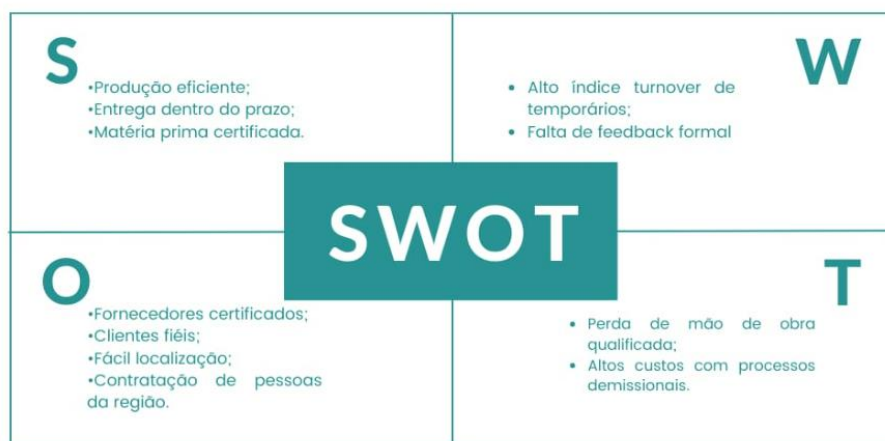 S
•Produção eficiente;
•Entrega dentro do prazo;
•Matéria prima certificada.
W
• Alto índice turnover de
temporários;
• Falta de feedback formal
SWOT
O
•Fornecedores certificados;
•Clientes fiéis;
•Fácil localização;
•Contratação de pessoas
da região.
T
• Perda de mão de obra
qualificada;
• Altos custos com processos
demissionais.